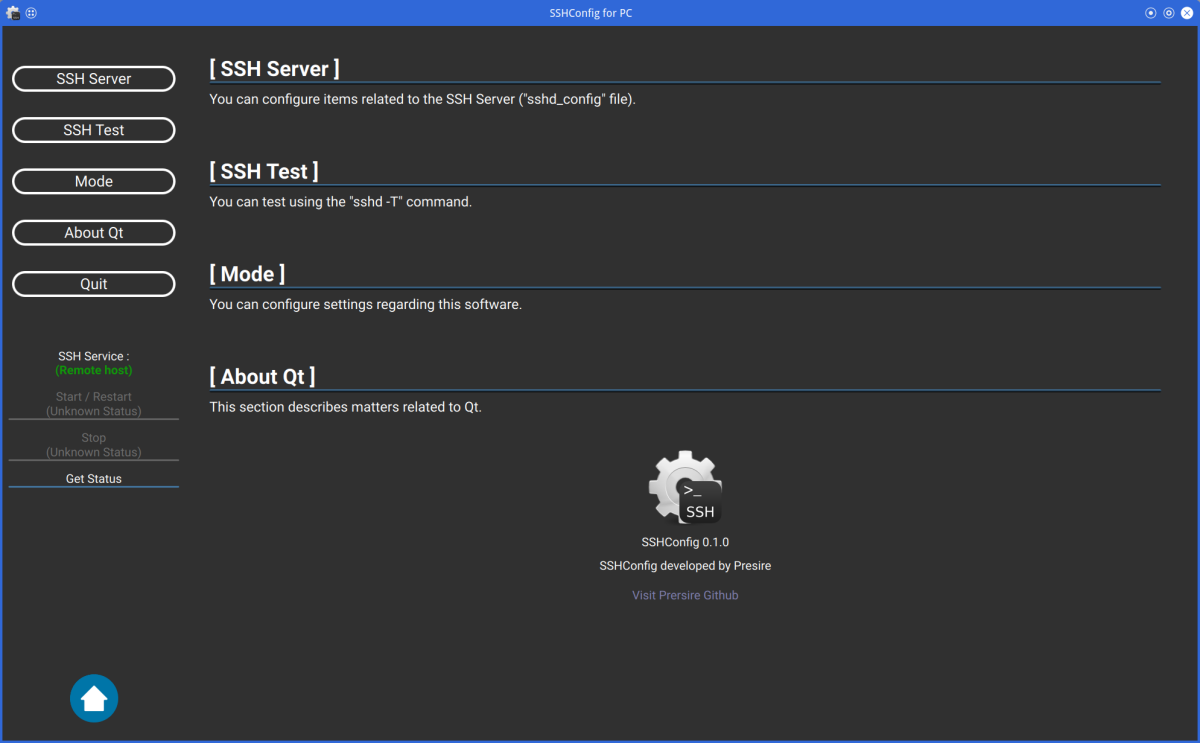 SSHConfig for PC
SSH Server
SSH Test
Mode
About Qt
Quit
SSH Service :
(Remote host)
Start / Restart
(Unknown Status)
Stop
(Unknown Status)
Get Status
[ SSH Server ]
You can configure items related to the SSH Server ("sshd_config" file).
[ SSH Test ]
You can test using the "sshd -T" command.
[ Mode ]
You can configure settings regarding this software.
[ About Qt ]
This section describes matters related to Qt.
>_
SSH
SSHConfig 0.1.0
SSHConfig developed by Presire
Visit Prersire Github